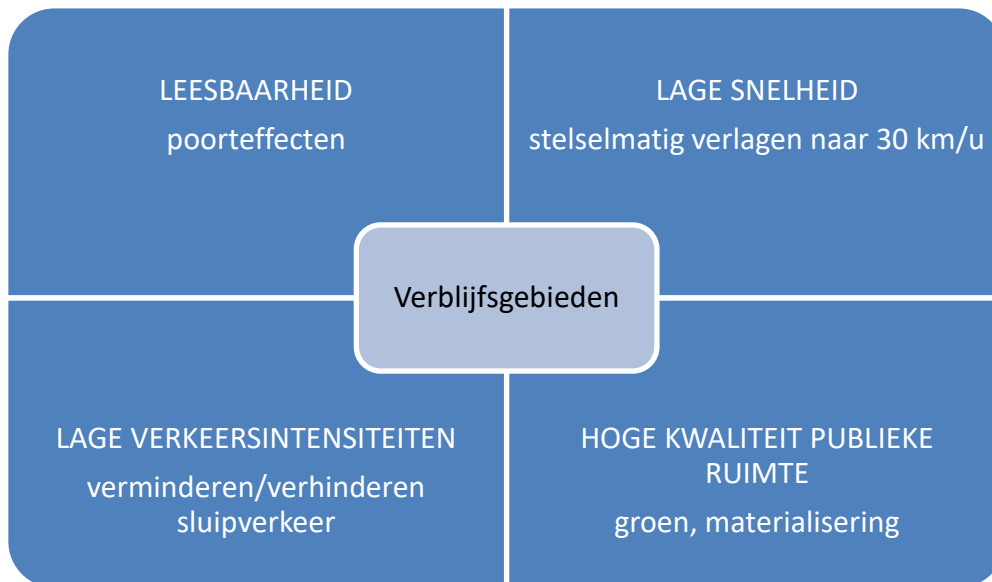 LEESBAARHEID
poorteffecten
LAGE SNELHEID
stelselmatig verlagen naar 30 km/u
Verblijfsgebieden
LAGE VERKEERSINTENSITEITEN
verminderen/verhinderen
sluipverkeer
HOGE KWALITEIT PUBLIEKE
RUIMTE
groen, materialisering